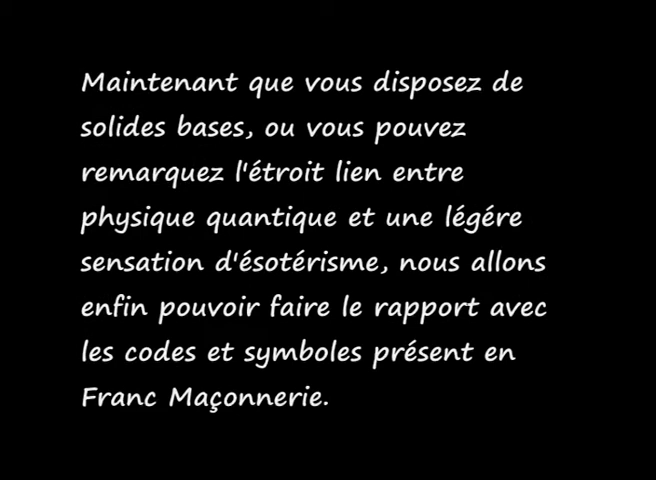 Maintenant que vous disposez de
solides bases, ou vous pouvez
remarquez l'étroit lien entre
physique quantique et une légére
sensation d'ésotérisme, nous allons
enfin pouvoir faire le rapport avec
les codes et symboles présent en
Franc Maçonnerie.